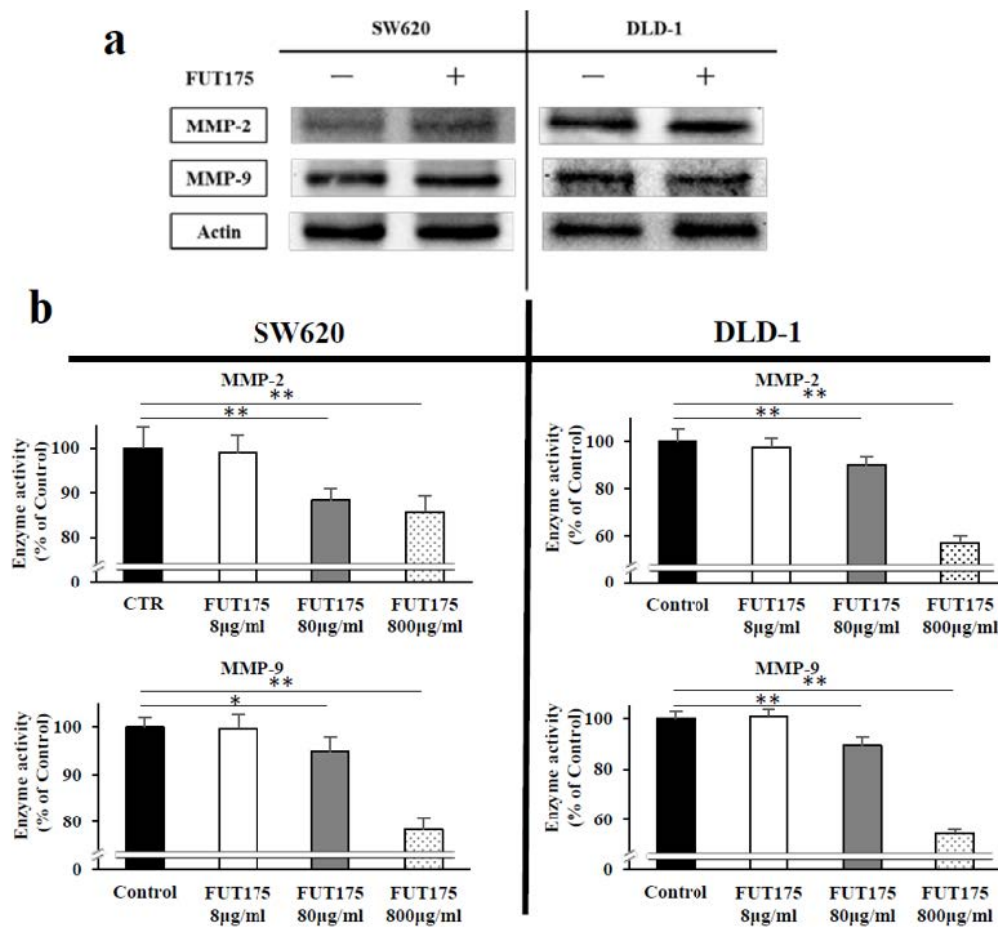 a
SW620 DLD-1
FUT175 — + — +
MMP-2
MMP-9
Actin
b
SW620 DLD-1
MMP-2
**
**
Enzyme activity
(% of Control)
100
90
80
0
CTR FUT175 FUT175 FUT175
8μg/ml 80μg/ml 800μg/ml
MMP-2
**
**
Enzyme activity
(% of Control)
100
80
60
0
Control FUT175 FUT175 FUT175
8μg/ml 80μg/ml 800μg/ml
MMP-9
**
*
Enzyme activity
(% of Control)
100
90
80
0
Control FUT175 FUT175 FUT175
8μg/ml 80μg/ml 800μg/ml
MMP-9
**
**
Enzyme activity
(% of Control)
100
80
60
0
Control FUT175 FUT175 FUT175
8μg/ml 80μg/ml 800μg/ml